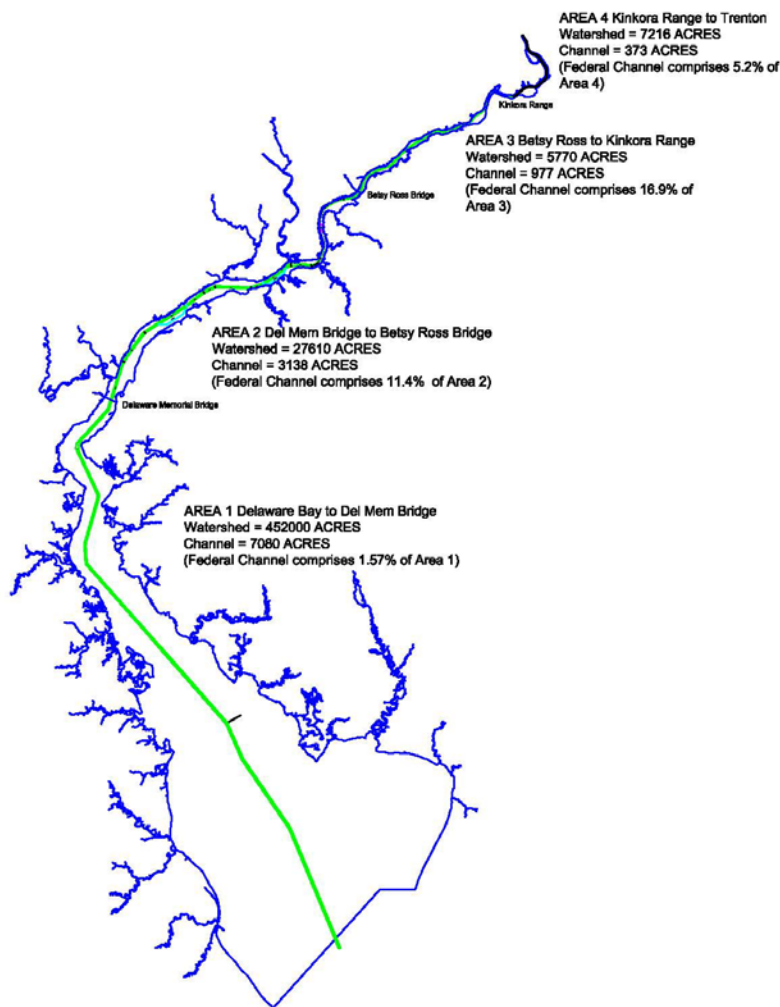 AREA 4 Kinkora Range to Trenton
Watershed = 7216 ACRES
Channel = 373 ACRES
(Federal Channel comprises 5.2% of
Area 4)
Kinkora Range
AREA 3 Betsy Ross to Kinkora Range
Watershed = 5770 ACRES
Channel = 977 ACRES
(Federal Channel comprises 16.9% of
Area 3)
Betsy Ross Bridge
AREA 2 Del Mem Bridge to Betsy Ross Bridge
Watershed = 27610 ACRES
Channel = 3138 ACRES
(Federal Channel comprises 11.4% of Area 2)
Delaware Memorial Bridge
AREA 1 Delaware Bay to Del Mem Bridge
Watershed = 452000 ACRES
Channel = 7080 ACRES
(Federal Channel comprises 1.57% of Area 1)